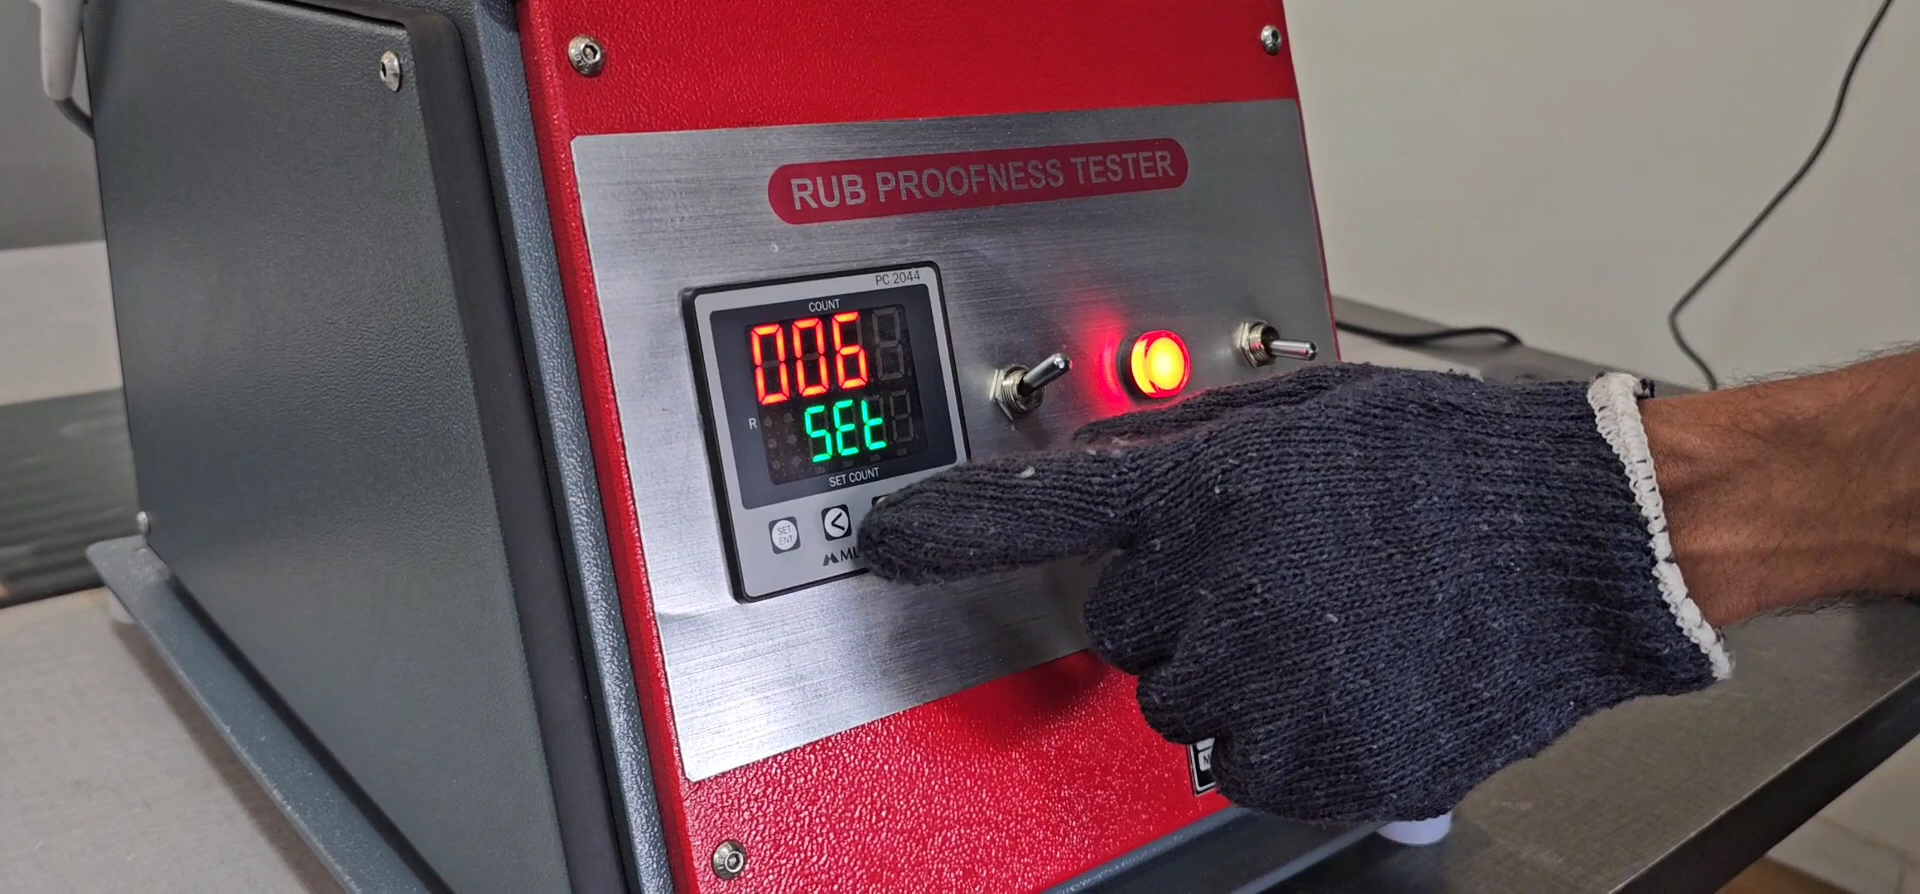 RUB PROOFNESS TESTER
PC 2044
COUNT
006
R
SEt
SET COUNT
SET
ENT
<